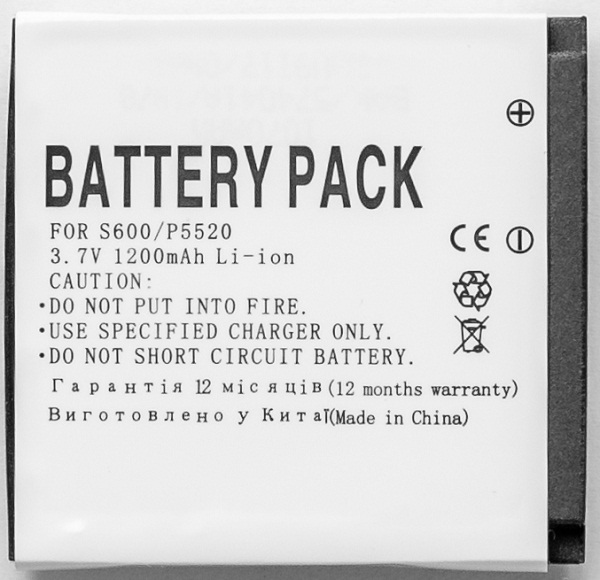 BATTERY PACK
FOR S600/P5520
3.7V 1200mAh Li-ion
CAUTION:
·DO NOT PUT INTO FIRE.
·USE SPECIFIED CHARGER ONLY.
·DO NOT SHORT CIRCUIT BATTERY.
Гарантія 12 місяців (12 months warranty)
Виготовлено у Китаї(Made in China)
+
CE